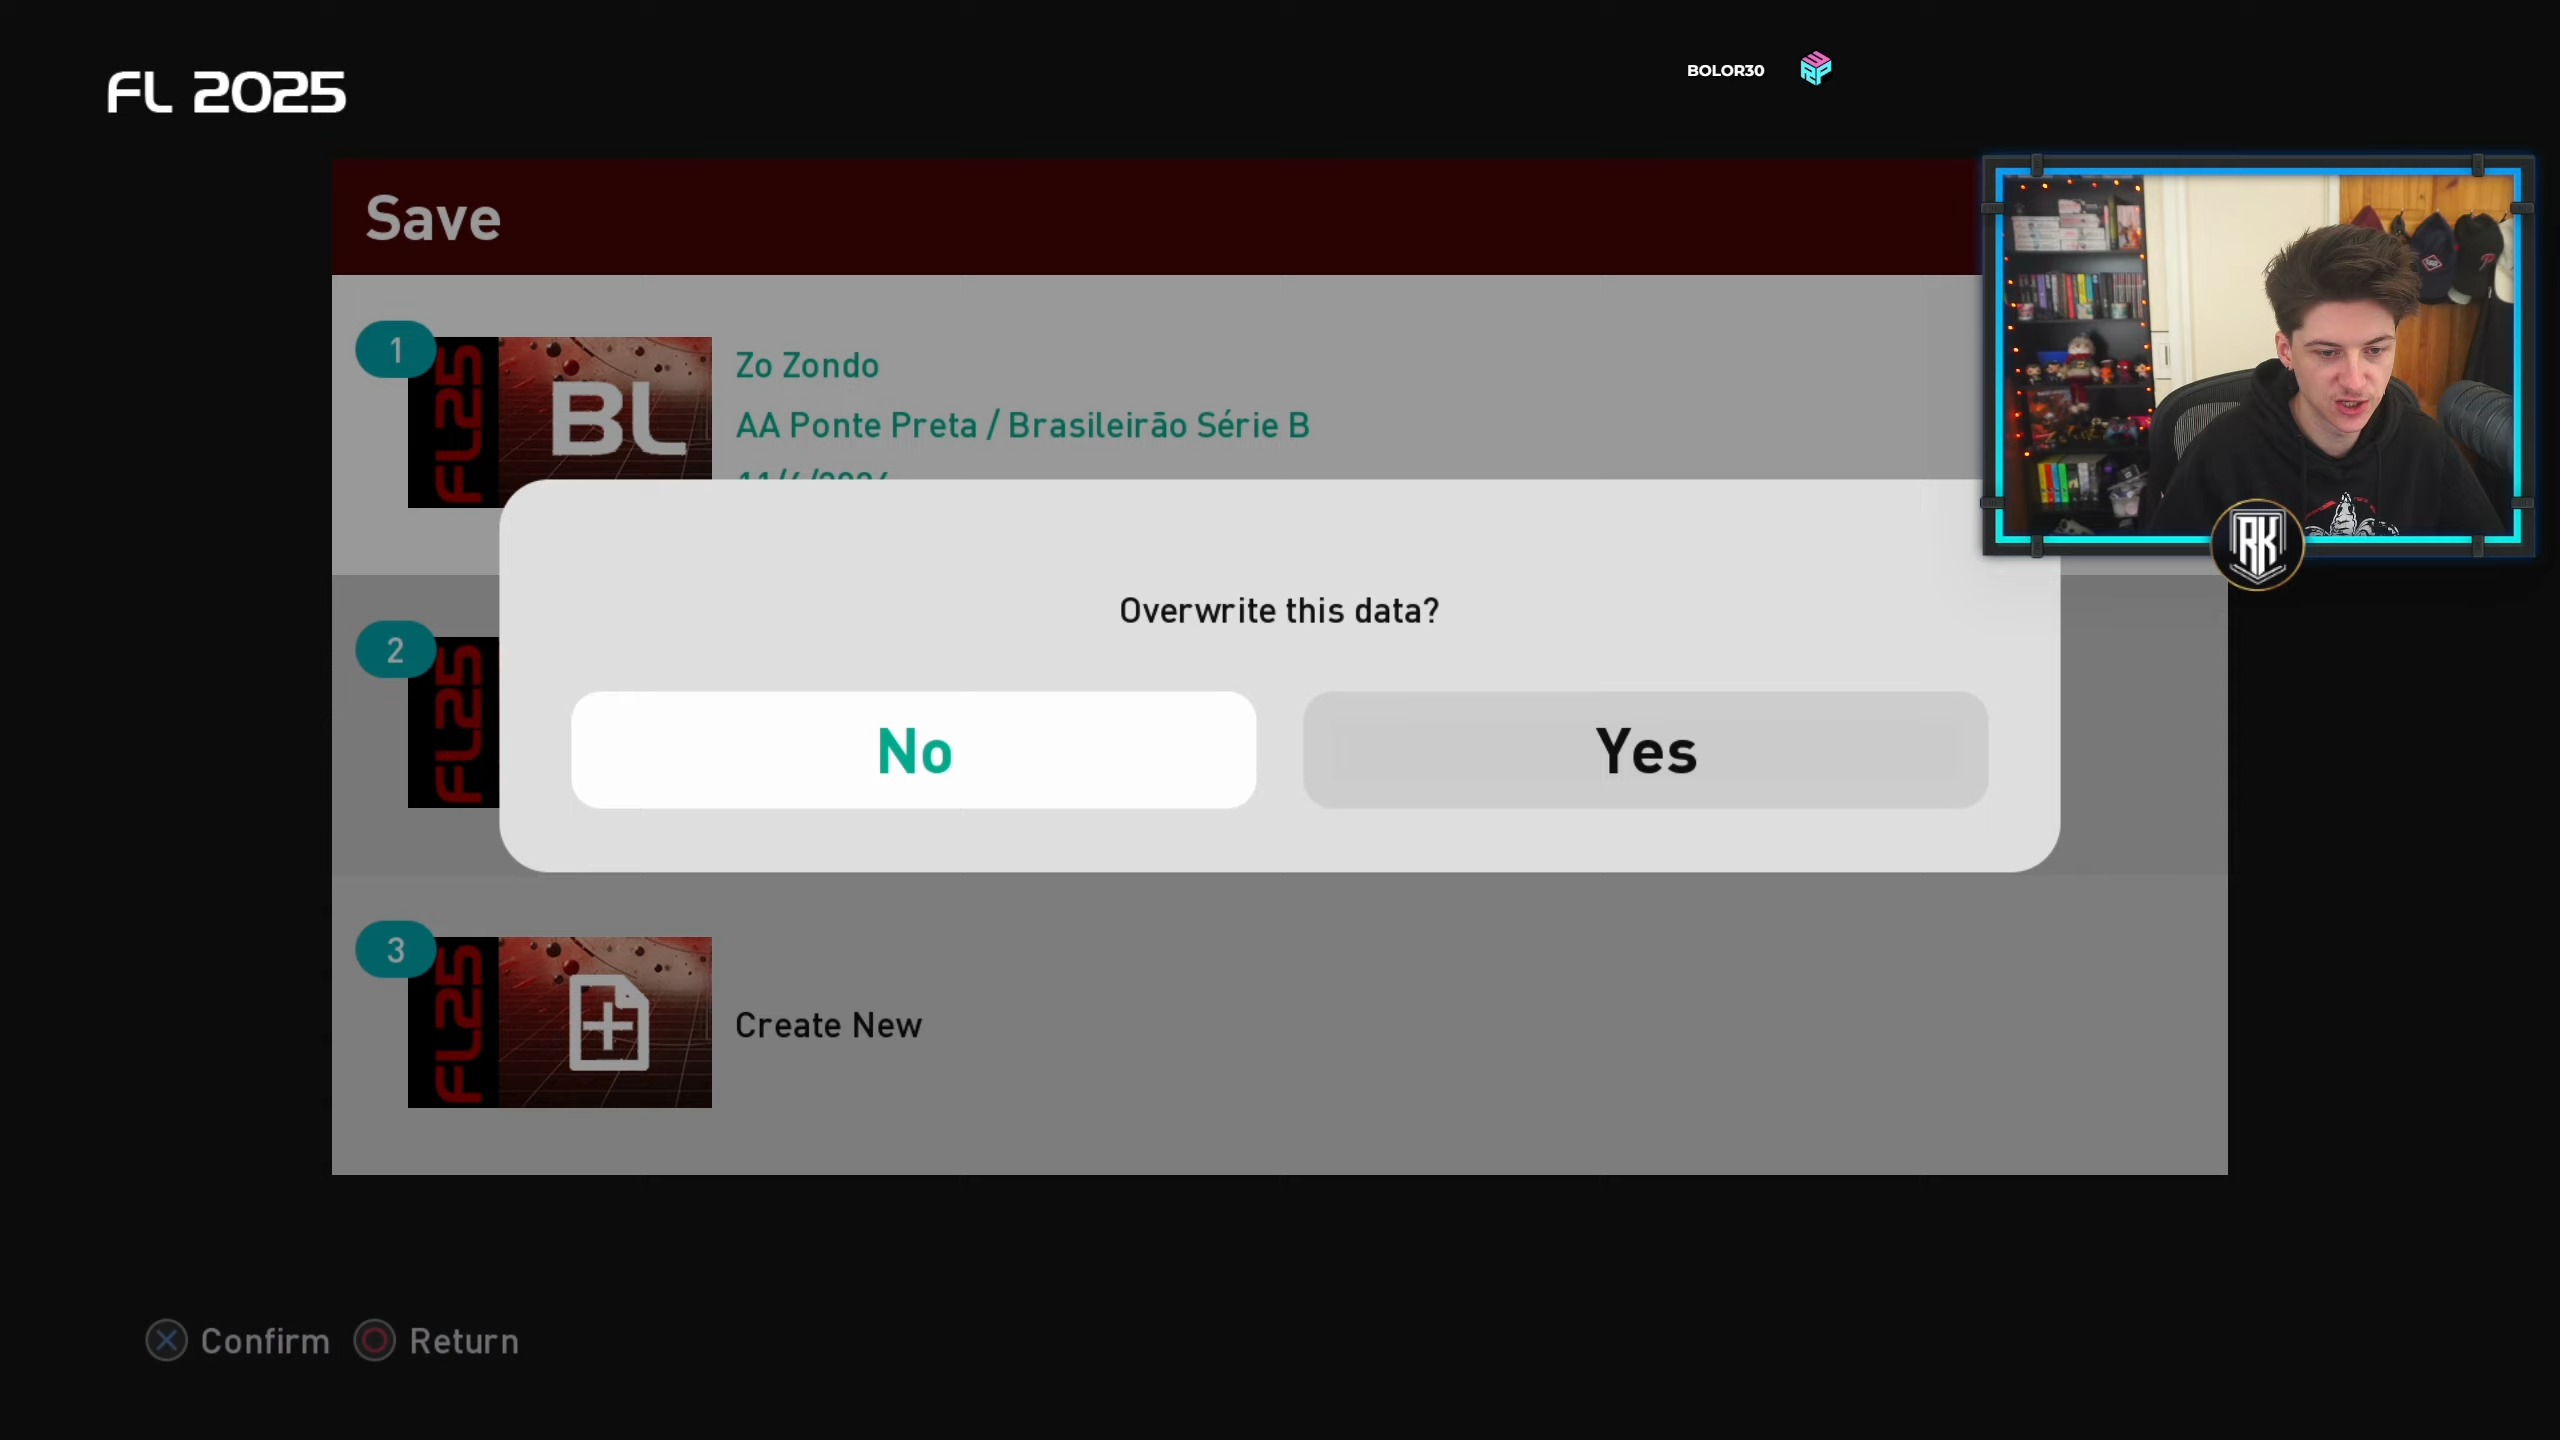 FL 2025
BOLOR30
Save
1
FL25
BL
Zo Zondo
AA Ponte Preta / Brasileirão Série B
Overwrite this data?
No
Yes
2
FL25
3
FL25
Create New
RK
Confirm
Return